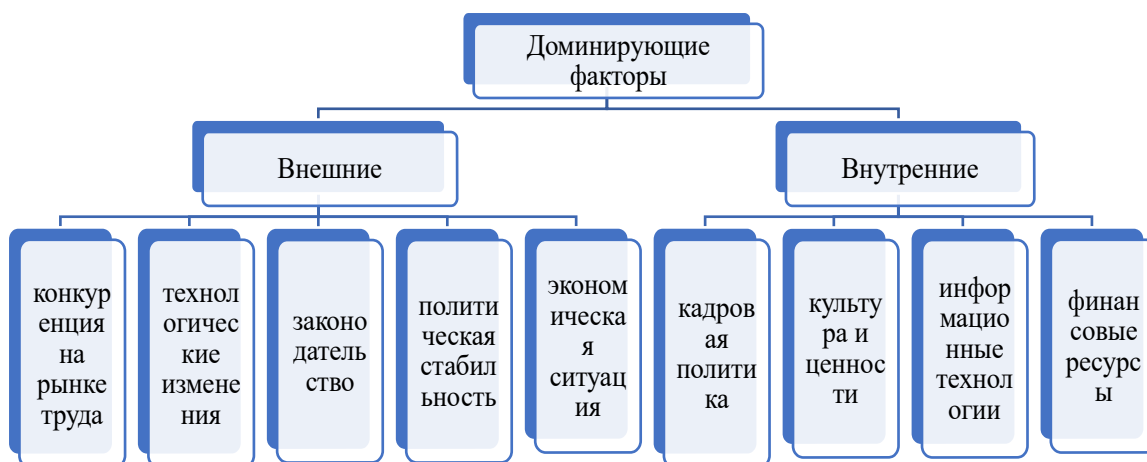 Доминирующие
факторы
Внешние
Внутренние
конкур
енция
на
рынке
труда
технол
огичес
кие
измене
ния
законо
датель
ство
полити
ческая
стабил
ьность
эконом
ическа
я
ситуац
ия
кадров
ая
полити
ка
культу
ра и
ценнос
ти
инфор
мацио
нные
технол
огии
финан
совые
ресурс
ы